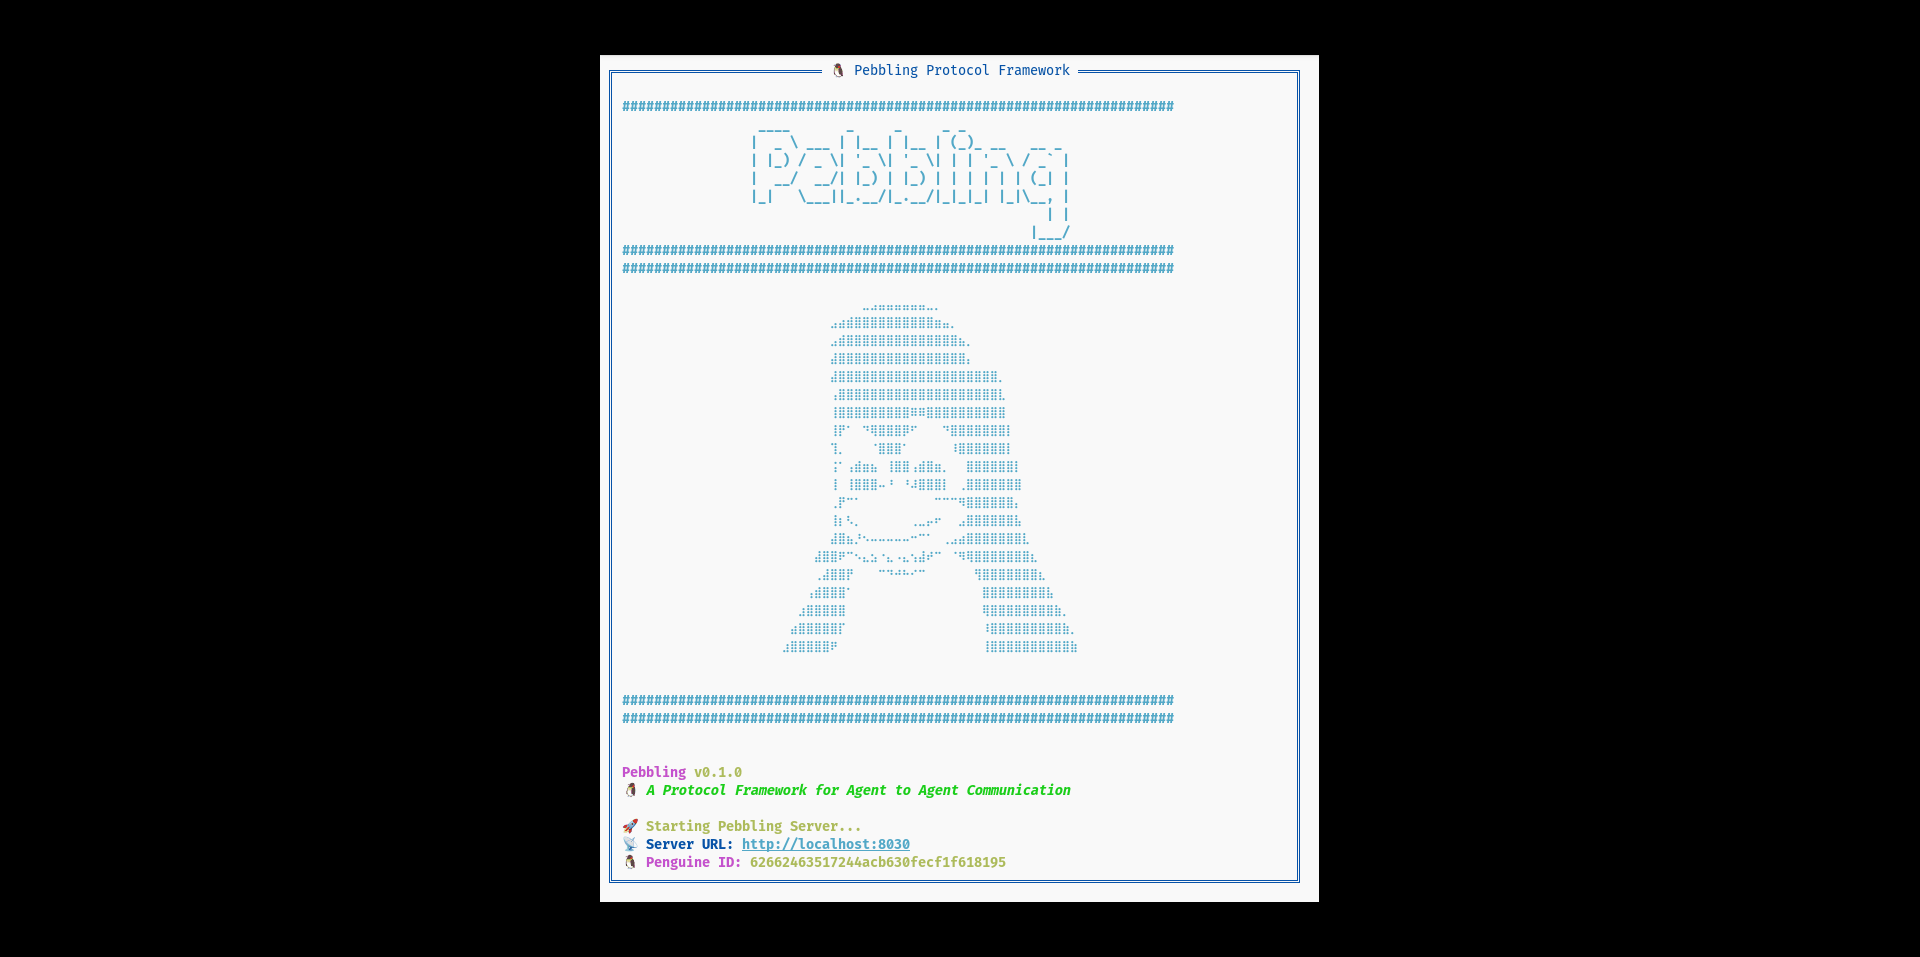 🐧 Pebbling Protocol Framework
#####################################################################
Pebbling
#####################################################################
#####################################################################
#####################################################################
#####################################################################
Pebbling v0.1.0
🐧 A Protocol Framework for Agent to Agent Communication
🚀 Starting Pebbling Server...
📡 Server URL: http://localhost:8030
🐧 Penguine ID: 62662463517244acb630fecf1f618195